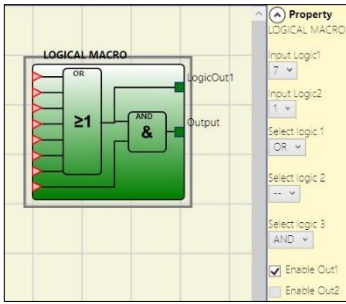 LOGICAL MACRO
OR
≥1
AND
&
LogicOut1
Output
Property
LOGICAL MACRO
Input Logic1
7
Input Logic2
1
Select logic 1
OR
Select logic 2
--
Select logic 3
AND
Enable Out1
Enable Out2